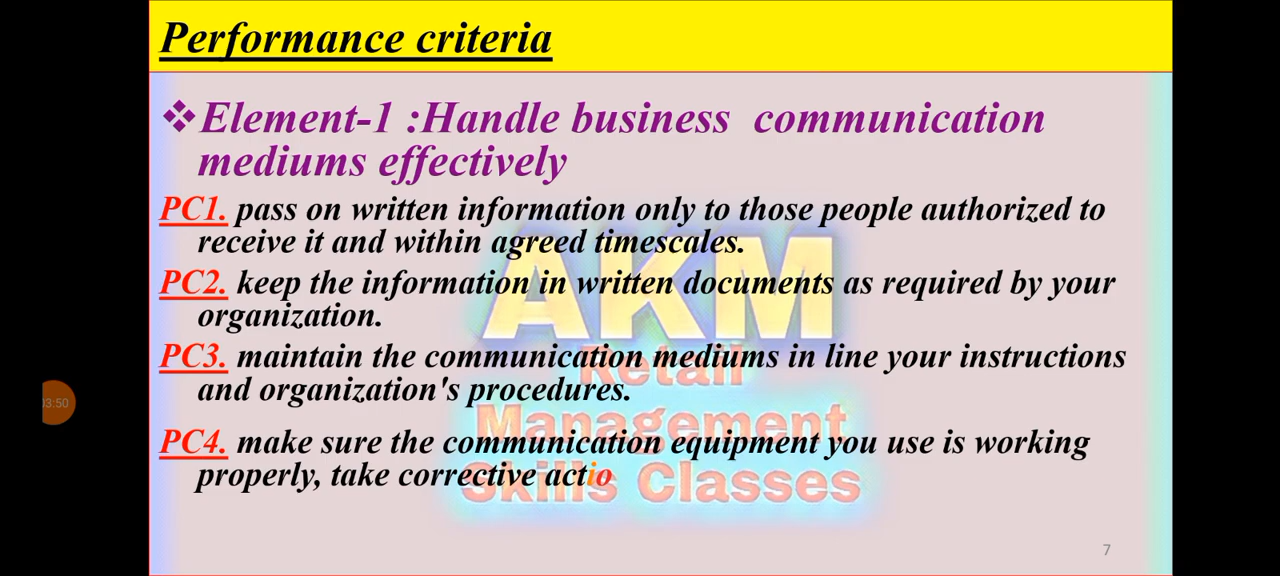 Performance criteria
❖Element-1 :Handle business communication
mediums effectively
PC1. pass on written information only to those people authorized to
receive it and within agreed timescales.
PC2. keep the information in written documents as required by your
organization.
PC3. maintain the communication mediums in line your instructions
and organization's procedures.
PC4. make sure the communication equipment you use is working
properly, take corrective actio
AKM
Retail
Management
Skills Classes
03:50
7